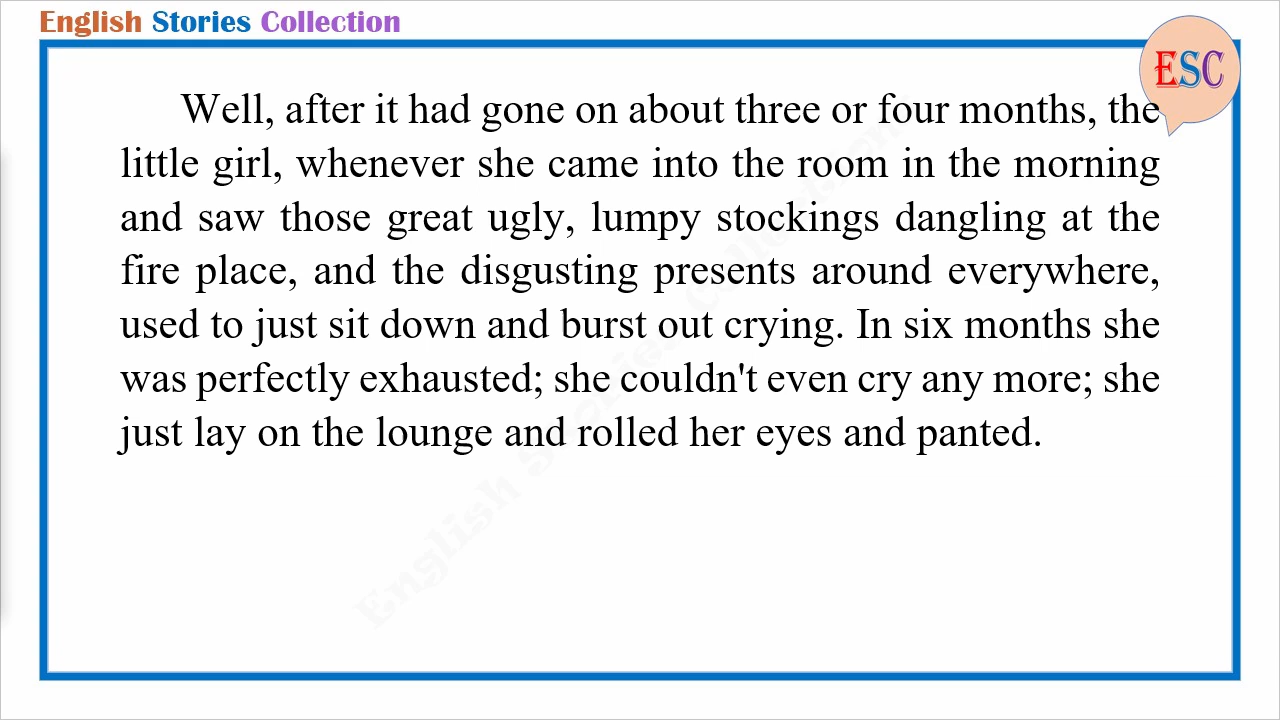 English Stories Collection
ESC
Well, after it had gone on about three or four months, the
little girl, whenever she came into the room in the morning
and saw those great ugly, lumpy stockings dangling at the
fire place, and the disgusting presents around everywhere,
used to just sit down and burst out crying. In six months she
was perfectly exhausted; she couldn't even cry any more; she
just lay on the lounge and rolled her eyes and panted.
English Stories Collection